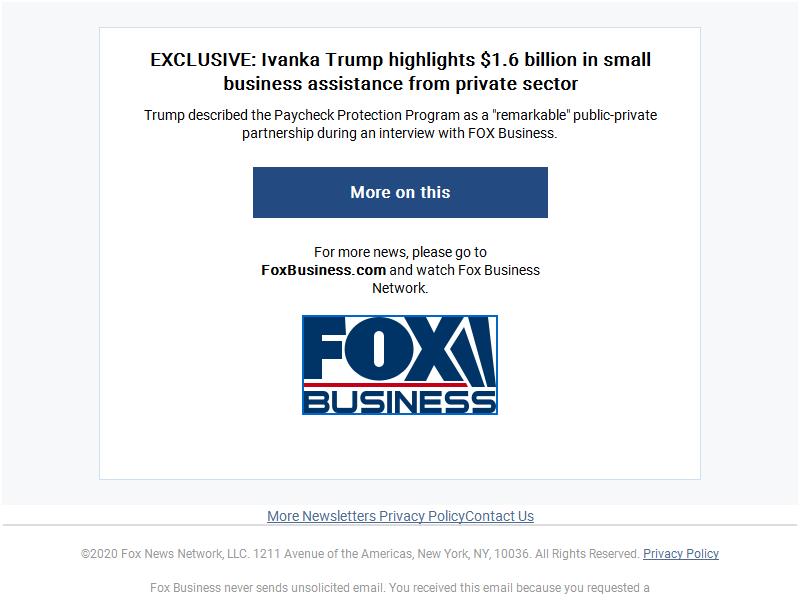 EXCLUSIVE: Ivanka Trump highlights $1.6 billion in small
business assistance from private sector
Trump described the Paycheck Protection Program as a "remarkable" public-private
partnership during an interview with FOX Business.
More on this
For more news, please go to
FoxBusiness.com and watch Fox Business
Network.
FOX
BUSINESS
More Newsletters Privacy PolicyContact Us
©2020 Fox News Network, LLC. 1211 Avenue of the Americas, New York, NY, 10036. All Rights Reserved. Privacy Policy
Fox Business never sends unsolicited email. You received this email because you requested a